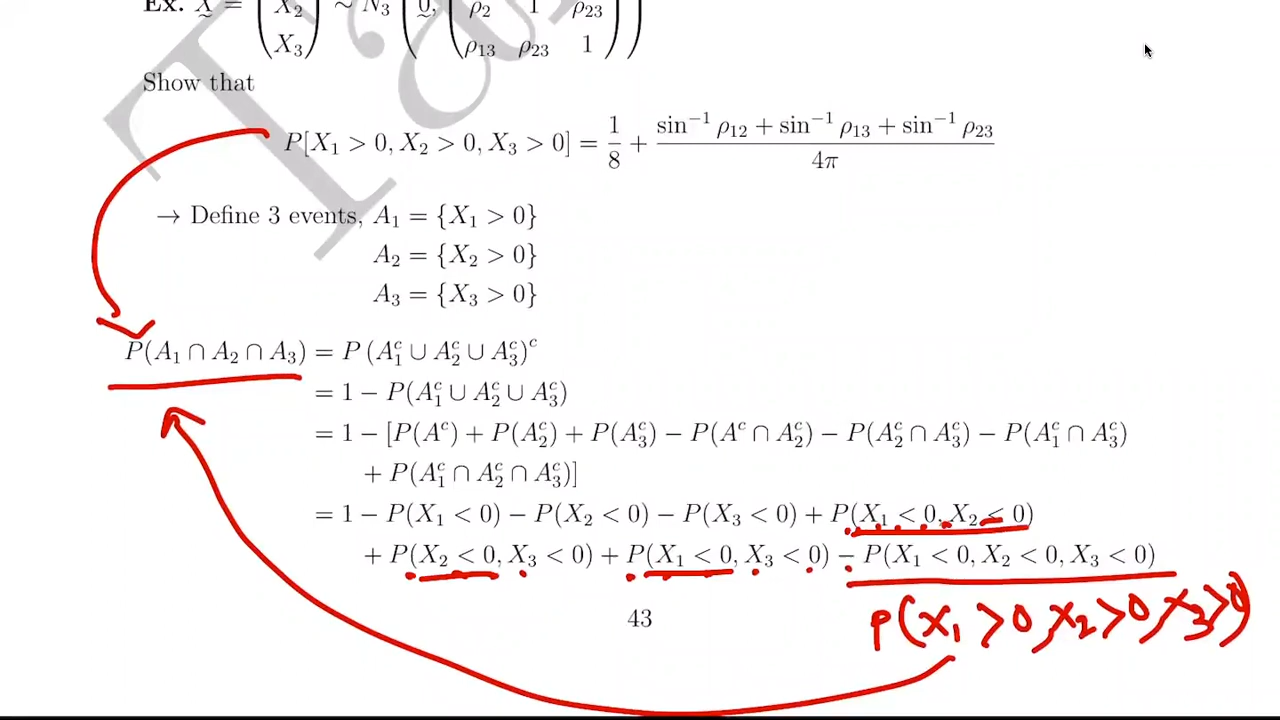 Ex. X = (X₂ X₃) ~ N₃ (0, (ρ₂ 1 ρ₂₃
ρ₁₃ ρ₂₃ 1))
Show that
P[X₁ > 0, X₂ > 0, X₃ > 0] = 1/8 + (sin⁻¹ ρ₁₂ + sin⁻¹ ρ₁₃ + sin⁻¹ ρ₂₃)/4π
→ Define 3 events, A₁ = {X₁ > 0}
A₂ = {X₂ > 0}
A₃ = {X₃ > 0}
P(A₁ ∩ A₂ ∩ A₃) = P (A₁ᶜ ∪ A₂ᶜ ∪ A₃ᶜ)ᶜ
= 1 − P(A₁ᶜ ∪ A₂ᶜ ∪ A₃ᶜ)
= 1 − [P(Aᶜ) + P(A₂ᶜ) + P(A₃ᶜ) − P(Aᶜ ∩ A₂ᶜ) − P(A₂ᶜ ∩ A₃ᶜ) − P(A₁ᶜ ∩ A₃ᶜ)
+ P(A₁ᶜ ∩ A₂ᶜ ∩ A₃ᶜ)]
= 1 − P(X₁ < 0) − P(X₂ < 0) − P(X₃ < 0) + P(X₁ < 0, X₂ < 0)
+ P(X₂ < 0, X₃ < 0) + P(X₁ < 0, X₃ < 0) − P(X₁ < 0, X₂ < 0, X₃ < 0)
P(X₁ > 0, X₂ > 0, X₃ > 0)
43